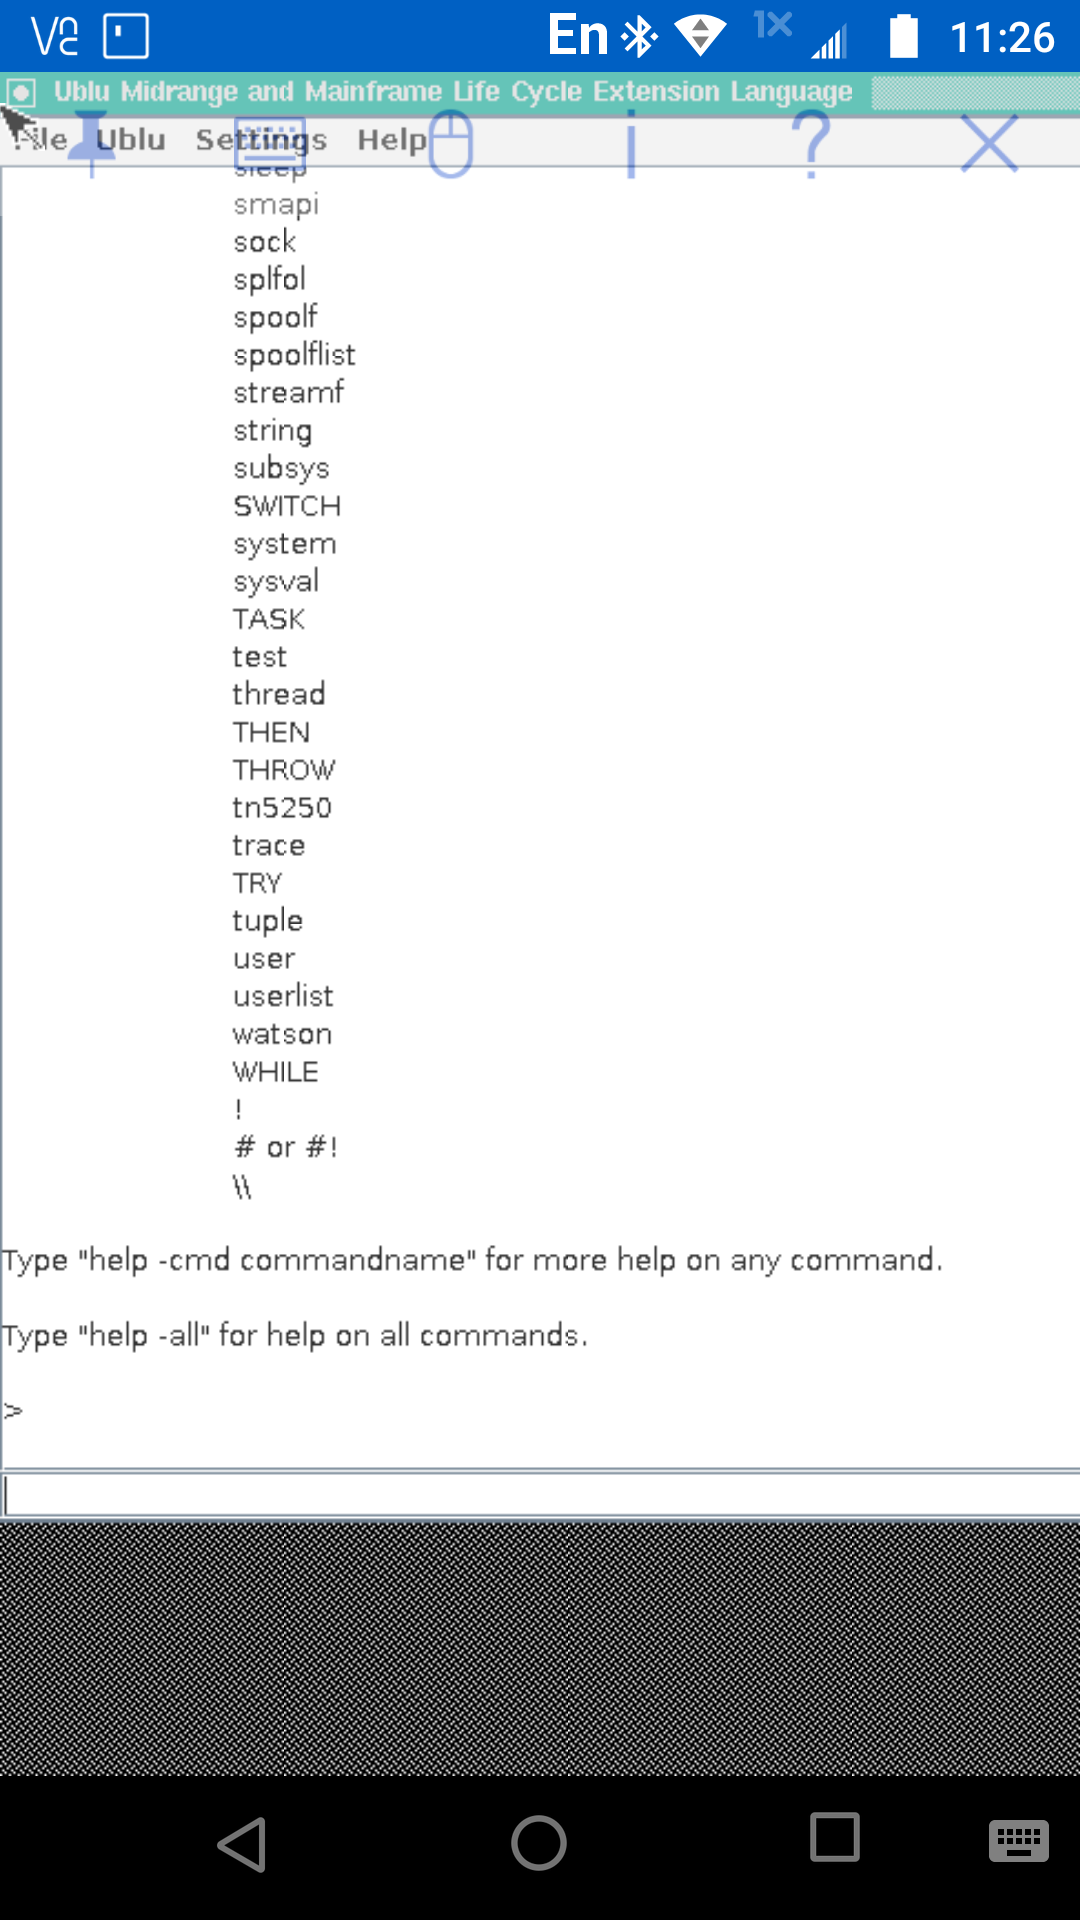 En 1X 11:26
Ublu Midrange and Mainframe Life Cycle Extension Language
File Ublu Settings Help
sleep
smapi
sock
splfol
spoolf
spoolflist
streamf
string
subsys
SWITCH
system
sysval
TASK
test
thread
THEN
THROW
tn5250
trace
TRY
tuple
user
userlist
watson
WHILE
!
# or #!
\\
Type "help -cmd commandname" for more help on any command.
Type "help -all" for help on all commands.
>